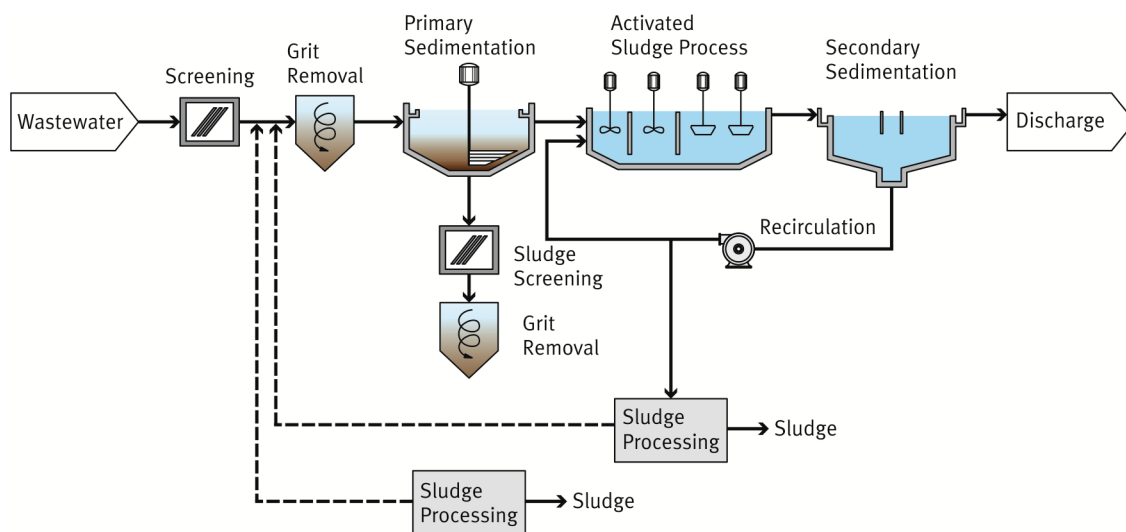 Primary
Sedimentation
Activated
Sludge Process
Grit
Removal
Secondary
Sedimentation
Screening
Wastewater
Discharge
Recirculation
Sludge
Screening
Grit
Removal
Sludge
Processing
Sludge
Sludge
Processing
Sludge